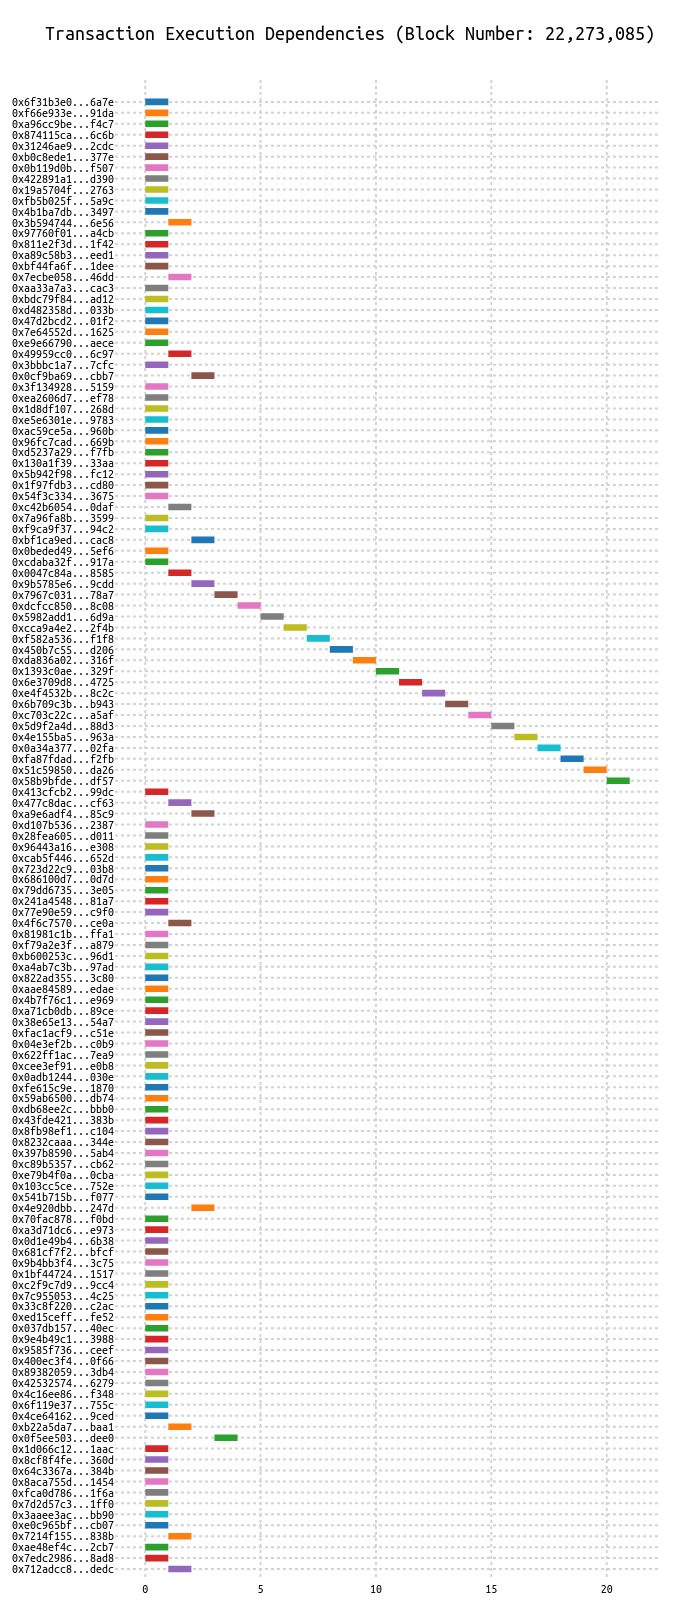 Transaction Execution Dependencies (Block Number: 22,273,085)
0x6f31b3e0...6a7e
0xf66e933e...91da
0xa96cc9be...f4c7
0x874115ca...6c6b
0x31246ae9...2cdc
0xb0c8ede1...377e
0x0b119d0b...f507
0x422891a1...d390
0x19a5704f...2763
0xfb5b025f...5a9c
0x4b1ba7db...3497
0x3b594744...6e56
0x97760f01...a4cb
0x811e2f3d...1f42
0xa89c58b3...eed1
0xbf44fa6f...1dee
0x7ecbe058...46dd
0xaa33a7a3...cac3
0xbdc79f84...ad12
0xd482358d...033b
0x47d2bcd2...01f2
0x7e64552d...1625
0xe9e66790...aece
0x49959cc0...6c97
0x3bbbc1a7...7cfc
0x0cf9ba69...cbb7
0x3f134928...5159
0xea2606d7...ef78
0x1d8df107...268d
0xe5e6301e...9783
0xac59ce5a...960b
0x96fc7cad...669b
0xd5237a29...f7fb
0x130a1f39...33aa
0x5b942f98...fc12
0x1f97fdb3...cd80
0x54f3c334...3675
0xc42b6054...0daf
0x7a96fa8b...3599
0xf9ca9f37...94c2
0xbf1ca9ed...cac8
0x0beded49...5ef6
0xcdaba32f...917a
0x0047c84a...8585
0x9b5785e6...9cdd
0x7967c031...78a7
0xdcfcc850...8c08
0x5982add1...6d9a
0xcca9a4e2...2f4b
0xf582a536...f1f8
0x450b7c55...d206
0xda836a02...316f
0x1393c0ae...329f
0x6e3709d8...4725
0xe4f4532b...8c2c
0x6b709c3b...b943
0xc703c22c...a5af
0x5d9f2a4d...88d3
0x4e155ba5...963a
0x0a34a377...02fa
0xfa87fdad...f2fb
0x51c59850...da26
0x58b9bfde...df57
0x413cfcb2...99dc
0x477c8dac...cf63
0xa9e6adf4...85c9
0xd107b536...2387
0x28fea605...d011
0x96443a16...e308
0xcab5f446...652d
0x723d22c9...03b8
0x686100d7...0d7d
0x79dd6735...3e05
0x241a4548...81a7
0x77e90e59...c9f0
0x4f6c7570...ce0a
0x81981c1b...ffa1
0xf79a2e3f...a879
0xb600253c...96d1
0xa4ab7c3b...97ad
0x822ad355...3c80
0xaae84589...edae
0x4b7f76c1...e969
0xa71cb0db...89ce
0x38e65e13...54a7
0xfac1acf9...c51e
0x04e3ef2b...c0b9
0x622ff1ac...7ea9
0xcee3ef91...e0b8
0x0adb1244...030e
0xfe615c9e...1870
0x59ab6500...db74
0xdb68ee2c...bbb0
0x43fde421...383b
0x8fb98ef1...c104
0x8232caaa...344e
0x397b8590...5ab4
0xc89b5357...cb62
0xe79b4f0a...0cba
0x103cc5ce...752e
0x541b715b...f077
0x4e920dbb...247d
0x70fac878...f0bd
0xa3d71dc6...e973
0x0d1e49b4...6b38
0x681cf7f2...bfcf
0x9b4bb3f4...3c75
0x1bf44724...1517
0xc2f9c7d9...9cc4
0x7c955053...4c25
0x33c8f220...c2ac
0xed15ceff...fe52
0x037db157...40ec
0x9e4b49c1...3988
0x9585f736...ceef
0x400ec3f4...0f66
0x89382059...3db4
0x42532574...6279
0x4c16ee86...f348
0x6f119e37...755c
0x4ce64162...9ced
0xb22a5da7...baa1
0x0f5ee503...dee0
0x1d066c12...1aac
0x8cf8f4fe...360d
0x64c3367a...384b
0x8aca755d...1454
0xfca0d786...1f6a
0x7d2d57c3...1ff0
0x3aaee3ac...bb90
0xe0c965bf...cb07
0x7214f155...838b
0xae48ef4c...2cb7
0x7edc2986...8ad8
0x712adcc8...dedc
0 5 10 15 20